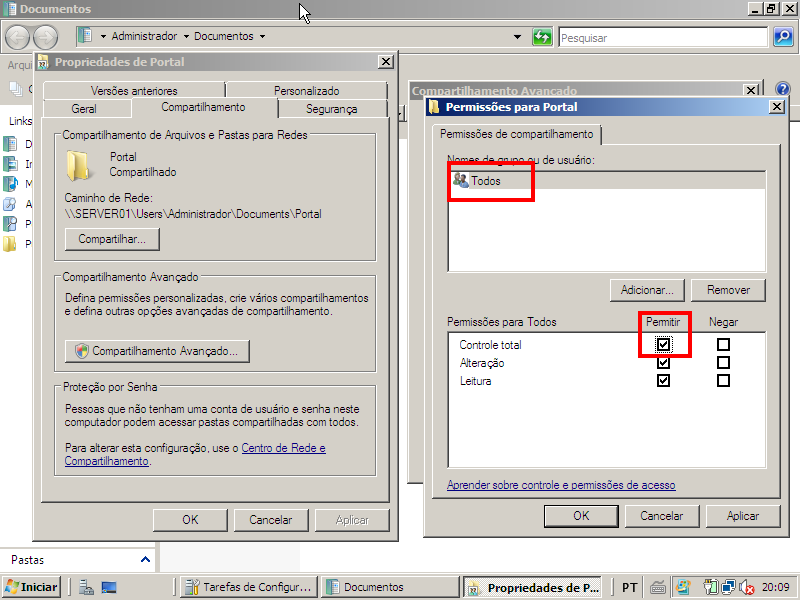 Documentos
Administrador
Documentos
Pesquisar
Arqui
Links
D
Propriedades de Portal
Versões anteriores
Personalizado
Geral
Compartilhamento
Segurança
Compartilhamento de Arquivos e Pastas para Redes
Portal
Compartilhado
Caminho de Rede:
\\SERVER01\Users\Administrador\Documents\Portal
Compartilhar...
Compartilhamento Avançado
Defina permissões personalizadas, crie vários compartilhamentos
e defina outras opções avançadas de compartilhamento.
Compartilhamento Avançado...
Proteção por Senha
Pessoas que não tenham uma conta de usuário e senha neste
computador podem acessar pastas compartilhadas com todos.
Para alterar esta configuração, use o Centro de Rede e
Compartilhamento.
OK
Cancelar
Aplicar
Compartilhamento Avançado
Permissões para Portal
Permissões de compartilhamento
Nomes de grupo ou de usuário:
Todos
Adicionar...
Remover
Permissões para Todos
Permitir
Negar
Controle total
Alteração
Leitura
Aprender sobre controle e permissões de acesso
OK
Cancelar
Aplicar
Pastas
Iniciar
Tarefas de Configur...
Documentos
Propriedades de P...
PT
20:09